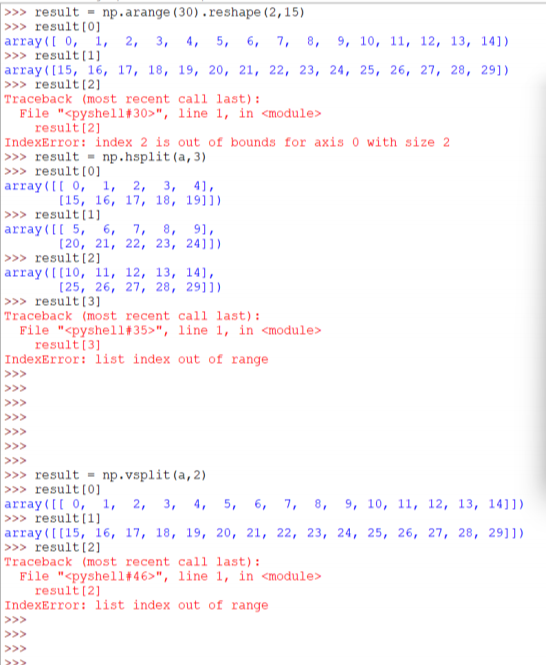 >>> result = np.arange(30).reshape(2,15)
>>> result[0]
array([ 0,  1,  2,  3,  4,  5,  6,  7,  8,  9, 10, 11, 12, 13, 14])
>>> result[1]
array([15, 16, 17, 18, 19, 20, 21, 22, 23, 24, 25, 26, 27, 28, 29])
>>> result[2]
Traceback (most recent call last):
  File "<pyshell#30>", line 1, in <module>
    result[2]
IndexError: index 2 is out of bounds for axis 0 with size 2
>>> result = np.hsplit(a,3)
>>> result[0]
array([[ 0,  1,  2,  3,  4],
       [15, 16, 17, 18, 19]])
>>> result[1]
array([[ 5,  6,  7,  8,  9],
       [20, 21, 22, 23, 24]])
>>> result[2]
array([[10, 11, 12, 13, 14],
       [25, 26, 27, 28, 29]])
>>> result[3]
Traceback (most recent call last):
  File "<pyshell#35>", line 1, in <module>
    result[3]
IndexError: list index out of range
>>>
>>>
>>>
>>>
>>>
>>>
>>>
>>> result = np.vsplit(a,2)
>>> result[0]
array([[ 0,  1,  2,  3,  4,  5,  6,  7,  8,  9, 10, 11, 12, 13, 14]])
>>> result[1]
array([[15, 16, 17, 18, 19, 20, 21, 22, 23, 24, 25, 26, 27, 28, 29]])
>>> result[2]
Traceback (most recent call last):
  File "<pyshell#46>", line 1, in <module>
    result[2]
IndexError: list index out of range
>>>
>>>
>>>
>>>